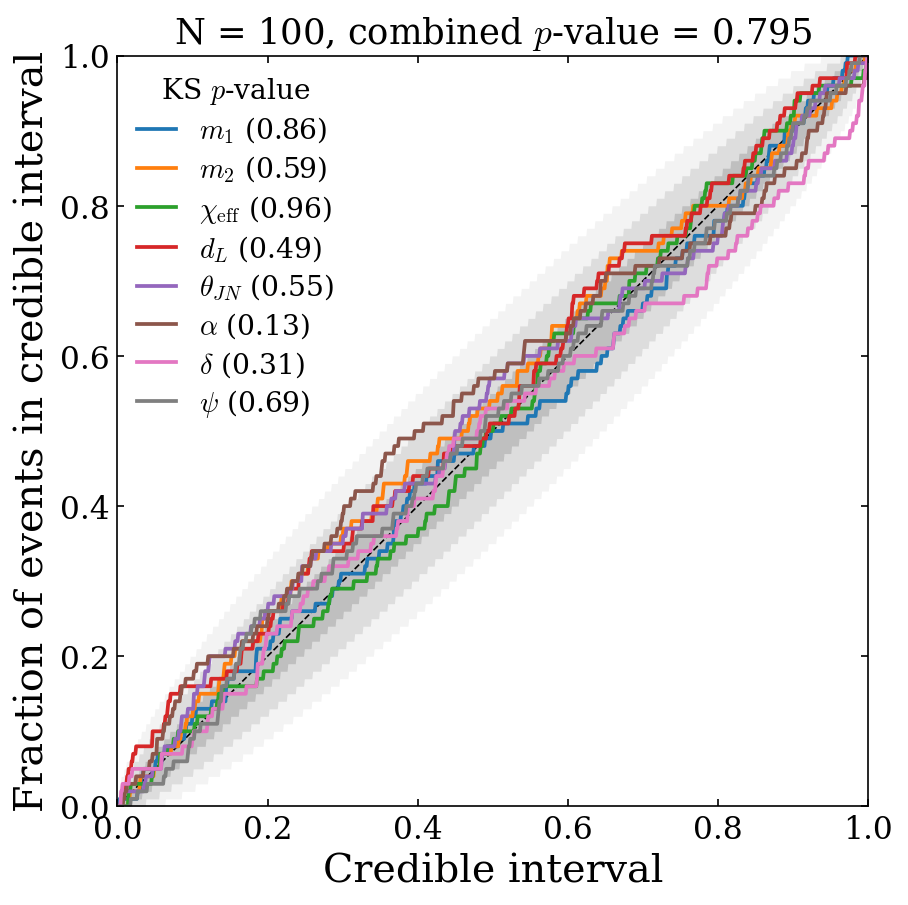 N = 100, combined p-value = 0.795
Fraction of events in credible interval
1.0
0.8
0.6
0.4
0.2
0.0
KS p-value
m₁ (0.86)
m₂ (0.59)
χ_eff (0.96)
d_L (0.49)
θ_JN (0.55)
α (0.13)
δ (0.31)
ψ (0.69)
0.0 0.2 0.4 0.6 0.8 1.0
Credible interval